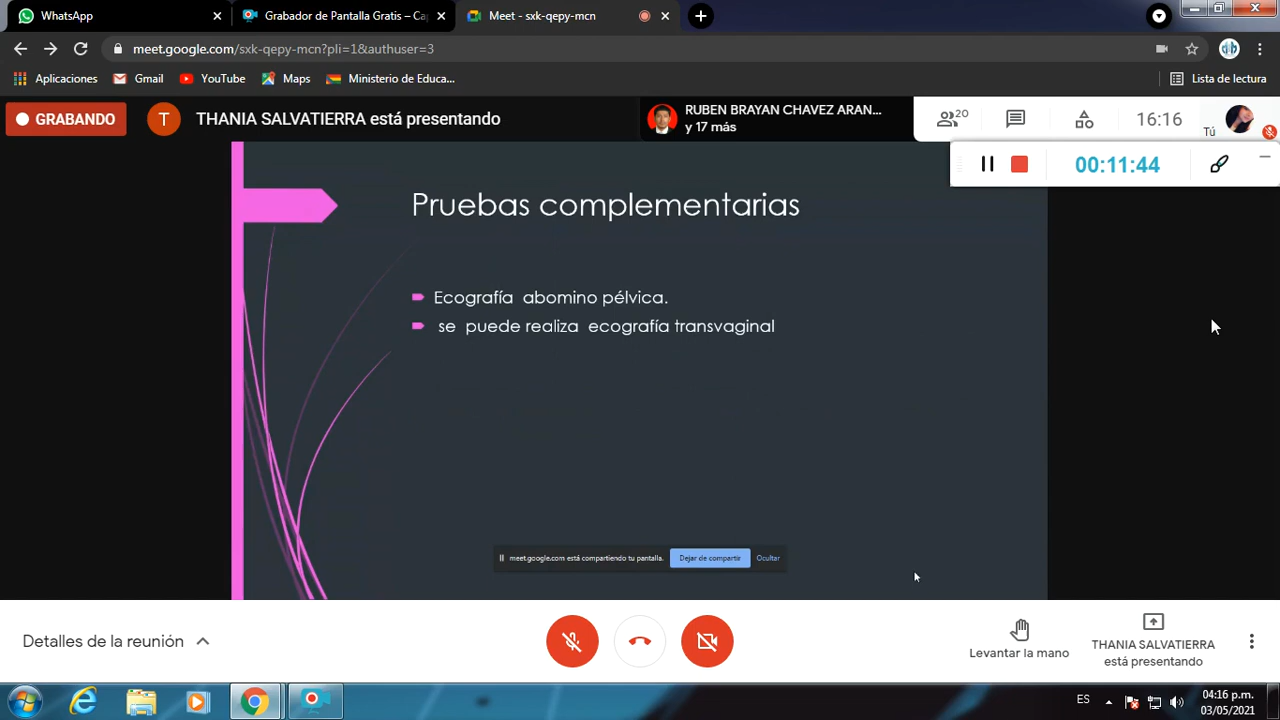 WhatsApp
Grabador de Pantalla Gratis – Ca
Meet - sxk-qepy-mcn
meet.google.com/sxk-qepy-mcn?pli=1&authuser=3
Aplicaciones
Gmail
YouTube
Maps
Ministerio de Educa...
Lista de lectura
GRABANDO
T
THANIA SALVATIERRA está presentando
RUBEN BRAYAN CHAVEZ ARAN...
y 17 más
20
16:16
Tú
00:11:44
Pruebas complementarias
Ecografía abomino pélvica.
se puede realiza ecografía transvaginal
meet.google.com está compartiendo tu pantalla.
Dejar de compartir
Ocultar
Detalles de la reunión
Levantar la mano
THANIA SALVATIERRA
está presentando
ES
04:16 p.m.
03/05/2021